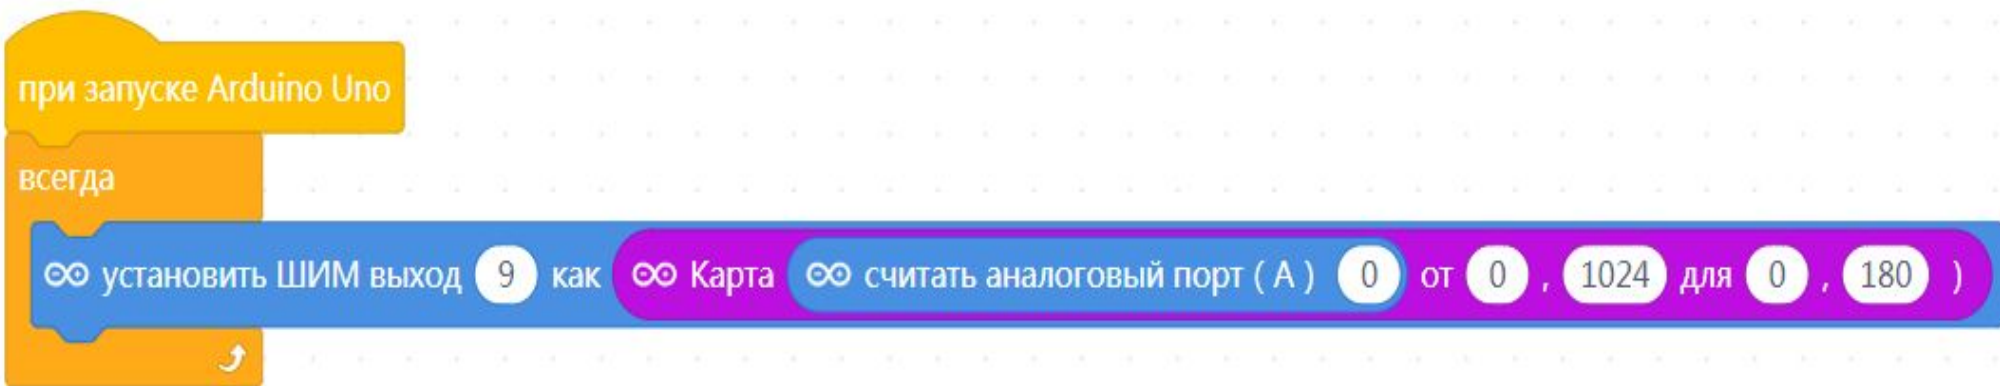 при запуске Arduino Uno
всегда
установить ШИМ выход 9 как Карта считать аналоговый порт ( A ) 0 от 0 , 1024 для 0 , 180 )